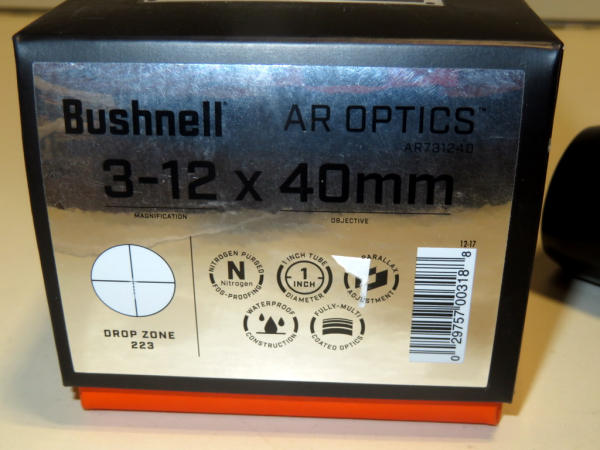 Bushnell
AR OPTICS™
AR731240
3-12 x 40mm
MAGNIFICATION
OBJECTIVE
DROP ZONE
223
NITROGEN PURGED
N
Nitrogen
FOG-PROOFING
1 INCH TUBE
1
INCH
DIAMETER
PARALLAX
ADJUSTMENT
WATERPROOF
CONSTRUCTION
FULLY-MULTI
COATED OPTICS
12-17
0 29757 00318 8